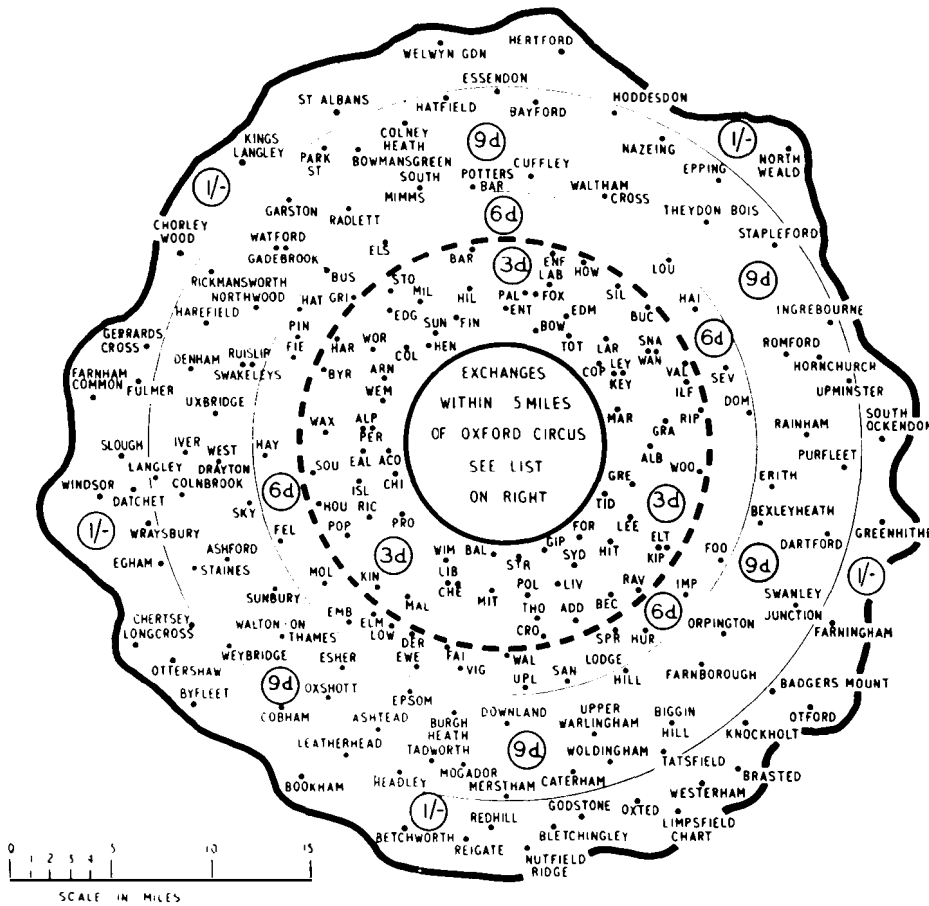 HERTFORD
WELWYN GDN
ESSENDON
ST ALBANS
HATFIELD
BAYFORD
HODDESDON
COLNEY
HEATH
9d
1/-
KINGS
LANGLEY
PARK
ST
BOWMANSGREEN
CUFFLEY
NAZEING
NORTH
WEALD
EPPING
SOUTH
MIMMS
POTTERS
BAR
WALTHAM
CROSS
1/-
GARSTON
RADLETT
6d
THEYDON BOIS
CHORLEY
WOOD
WATFORD
GADEBROOK
ELS
BAR
STAPLEFORD
3d
ENF
LAB
HOW
LOU
RICKMANSWORTH
BUS
STO
MIL
HIL
PAL
FOX
SIL
HAI
9d
NORTHWOOD
HAT
GRI
ENT
BUC
HAREFIELD
EDG
SUN
FIN
EDM
INGREBOURNE
PIN
FIE
BOW
GERRARDS
CROSS
HAR
WOR
COL
HEN
TOT
LAR
SNA
WAN
6d
ROMFORD
DENHAM
RUISLIP
SWAKELEYS
COP
LEY
KEY
HORNCHURCH
FARNHAM
COMMON
FULMER
BYR
ARN
WEM
EXCHANGES
WITHIN 5 MILES
OF OXFORD CIRCUS
SEE LIST
ON RIGHT
VAL
ILF
SEV
UPMINSTER
UXBRIDGE
DOM
WAX
ALP
PER
MAR
RIP
GRA
RAINHAM
SOUTH
OCKENDON
SLOUGH
IVER
WEST
DRAYTON
HAY
EAL
ACO
ALB
PURFLEET
LANGLEY
SOU
CHI
GRE
WOO
ERITH
WINDSOR
DATCHET
COLNBROOK
6d
ISL
TID
3d
SKY
HOU
RIC
PRO
FOR
LEE
BEXLEYHEATH
1/-
WRAYSBURY
POP
GREENHITHE
FEL
3d
WIM
BAL
GIP
STR
SYD
HIT
ELT
KIP
DARTFORD
EGHAM
ASHFORD
STAINES
FOO
9d
1/-
MOL
XIN
LIB
CHE
POL
LIV
RAV
IMP
SWANLEY
JUNCTION
SUNBURY
MAL
MIT
THO
ADD
BEC
6d
CHERTSEY
LONGCROSS
WALTON-ON
THAMES
EMB
ELM
LOW
DER
CRO
SPR
HUR
ORPINGTON
FARNINGHAM
WEYBRIDGE
ESHER
EWE
FAI
VIG
WAL
SAN
LODGE
HILL
OTTERSHAW
UPL
FARNBOROUGH
BYFLEET
9d
OXSHOTT
EPSOM
BADGERS MOUNT
COBHAM
ASHTEAD
BURGH
HEATH
DOWNLAND
UPPER
WARLINGHAM
BIGGIN
HILL
OTFORD
KNOCKHOLT
LEATHERHEAD
TADWORTH
9d
WOLDINGHAM
TATSFIELD
MOGADOR
BRASTED
BOOKHAM
HEADLEY
MERSTHAM
CATERHAM
WESTERHAM
1/-
GODSTONE
OXTED
LIMPSFIELD
CHART
BETCHWORTH
REDHILL
BLETCHINGLEY
REIGATE
NUTFIELD
RIDGE
0 1 2 3 4 5 10 15
SCALE IN MILES